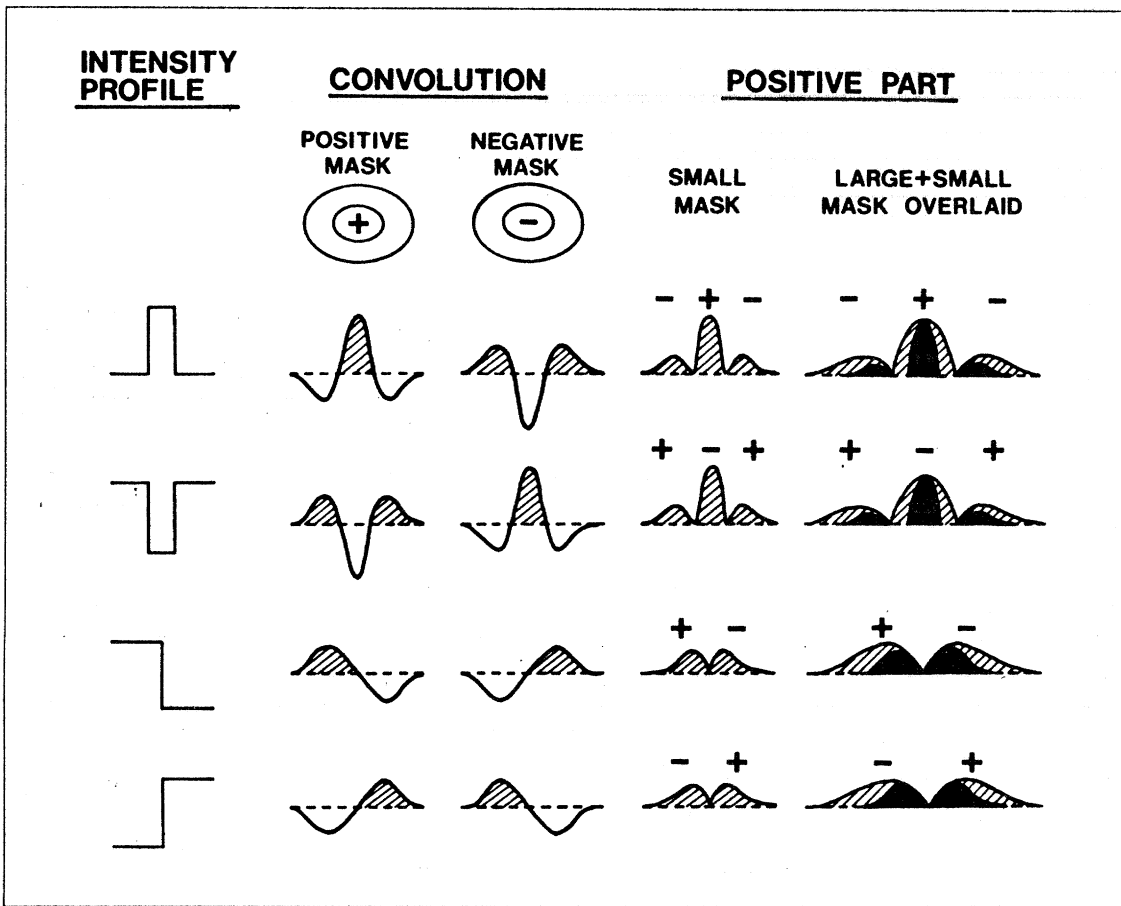 INTENSITY
PROFILE
CONVOLUTION
POSITIVE PART
POSITIVE
MASK
NEGATIVE
MASK
SMALL
MASK
LARGE+SMALL
MASK OVERLAID
+
−
− + −
− + −
+ − +
+ − +
+ −
+ −
− +
− +